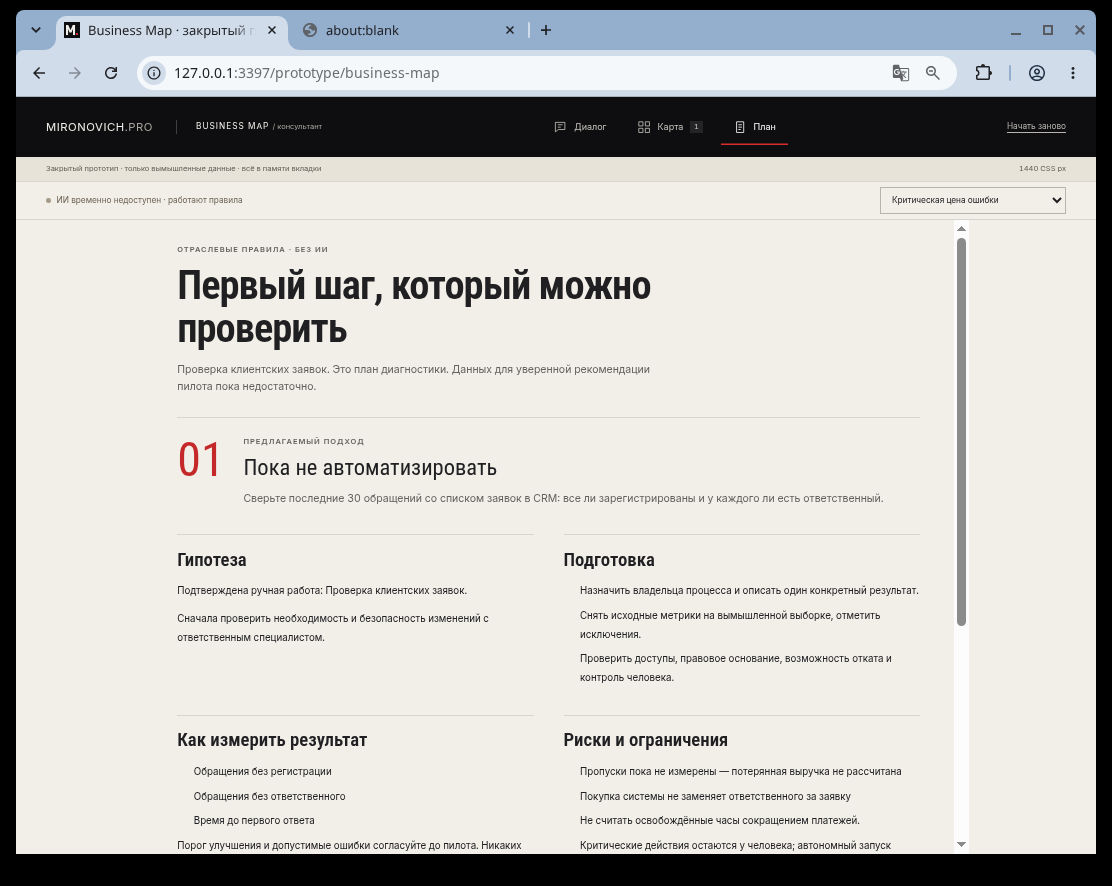 Business Map · закрытый г
about:blank
127.0.0.1:3397/prototype/business-map
MIRONOVICH.PRO
BUSINESS MAP / консультант
Диалог
Карта 1
План
Начать заново
Закрытый прототип · только вымышленные данные · всё в памяти вкладки
1440 CSS px
ИИ временно недоступен · работают правила
Критическая цена ошибки
ОТРАСЛЕВЫЕ ПРАВИЛА · БЕЗ ИИ
Первый шаг, который можно
проверить
Проверка клиентских заявок. Это план диагностики. Данных для уверенной рекомендации
пилота пока недостаточно.
01
ПРЕДЛАГАЕМЫЙ ПОДХОД
Пока не автоматизировать
Сверьте последние 30 обращений со списком заявок в CRM: все ли зарегистрированы и у каждого ли есть ответственный.
Гипотеза
Подтверждена ручная работа: Проверка клиентских заявок.
Сначала проверить необходимость и безопасность изменений с
ответственным специалистом.
Подготовка
Назначить владельца процесса и описать один конкретный результат.
Снять исходные метрики на вымышленной выборке, отметить
исключения.
Проверить доступы, правовое основание, возможность отката и
контроль человека.
Как измерить результат
Обращения без регистрации
Обращения без ответственного
Время до первого ответа
Порог улучшения и допустимые ошибки согласуйте до пилота. Никаких
Риски и ограничения
Пропуски пока не измерены — потерянная выручка не рассчитана
Покупка системы не заменяет ответственного за заявку
Не считать освобождённые часы сокращением платежей.
Критические действия остаются у человека; автономный запуск